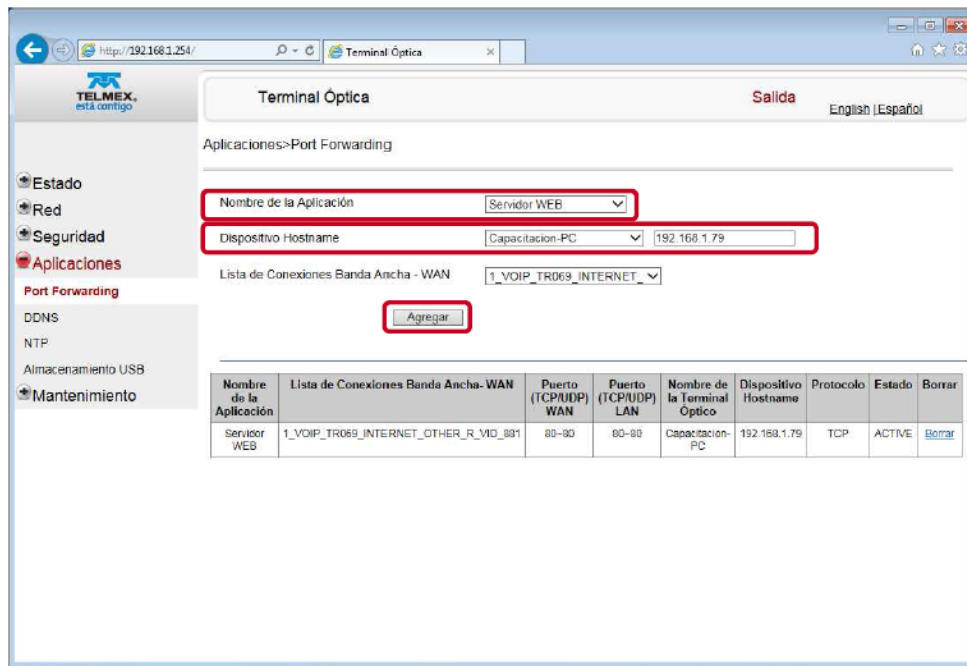 http://192.168.1.254/
Terminal Óptica
TELMEX®
está contigo
Terminal Óptica
Salida
English | Español
Aplicaciones>Port Forwarding
Estado
Red
Seguridad
Aplicaciones
Port Forwarding
DDNS
NTP
Almacenamiento USB
Mantenimiento
Nombre de la Aplicación
Servidor WEB
Dispositivo Hostname
Capacitacion-PC
192.168.1.79
Lista de Conexiones Banda Ancha - WAN
1_VOIP_TR069_INTERNET_
Agregar
Nombre de la Aplicación
Lista de Conexiones Banda Ancha- WAN
Puerto (TCP/UDP) WAN
Puerto (TCP/UDP) LAN
Nombre de la Terminal Óptico
Dispositivo Hostname
Protocolo
Estado
Borrar
Servidor WEB
1_VOIP_TR069_INTERNET_OTHER_R_VID_881
80~80
80~80
Capacitacion-PC
192.168.1.79
TCP
ACTIVE
Borrar